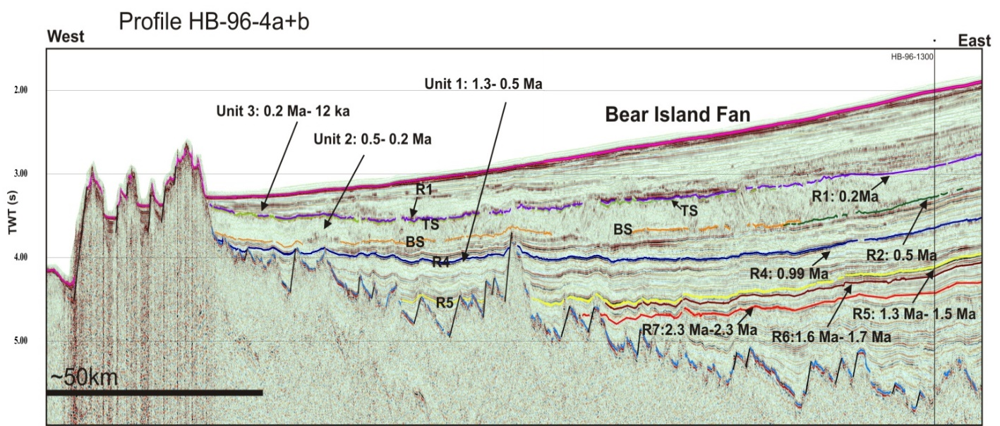 Profile HB-96-4a+b
West
East
HB-96-1300
2.00
Unit 1: 1.3- 0.5 Ma
Unit 3: 0.2 Ma- 12 ka
Bear Island Fan
Unit 2: 0.5- 0.2 Ma
3.00
R1
R1: 0.2Ma
TWT (s)
TS
TS
BS
BS
4.00
R4
R2: 0.5 Ma
R4: 0.99 Ma
R5
R5: 1.3 Ma- 1.5 Ma
R7:2.3 Ma-2.3 Ma
R6:1.6 Ma- 1.7 Ma
5.00
~50km